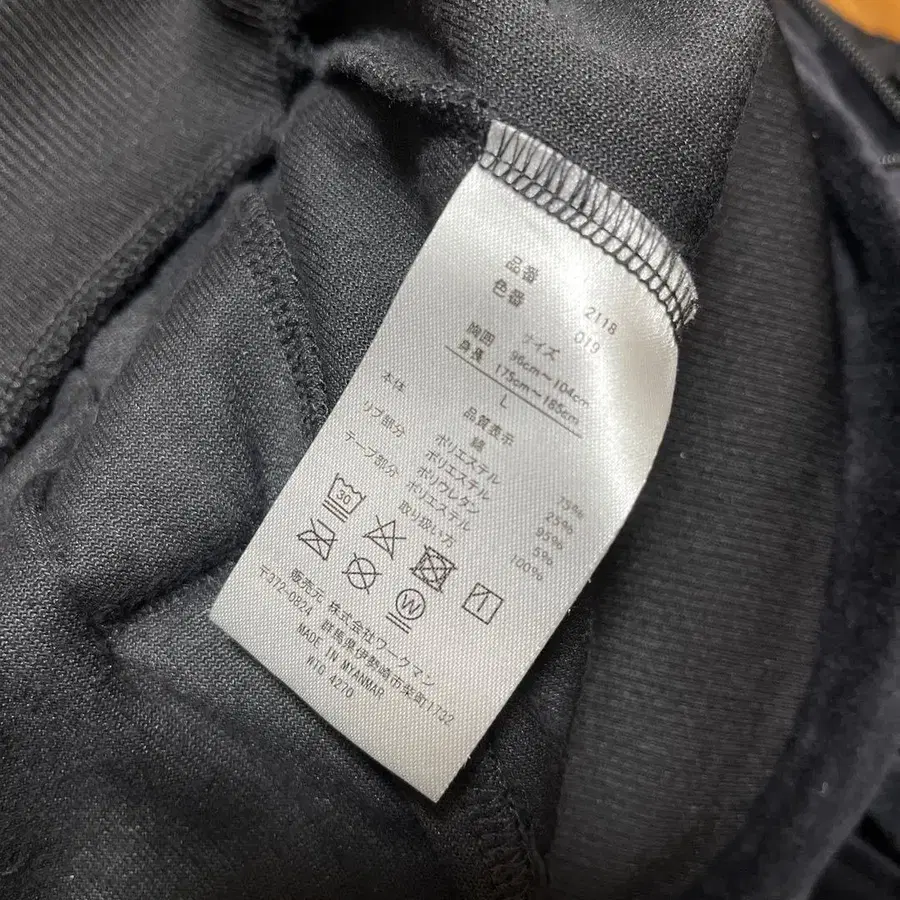 品番 2118
色番 019
サイズ
胸囲 96cm～104cm
身長 175cm～185cm
L
品質表示
本体 綿 75%
ポリエステル 25%
リブ部分 ポリエステル 95%
ポリウレタン 5%
テープ部分 ポリエステル 100%
取り扱い方
30
W
販売元 株式会社ワークマン
〒372-0824 群馬県伊勢崎市柴町1732
MADE IN MYANMAR
WTG 4270